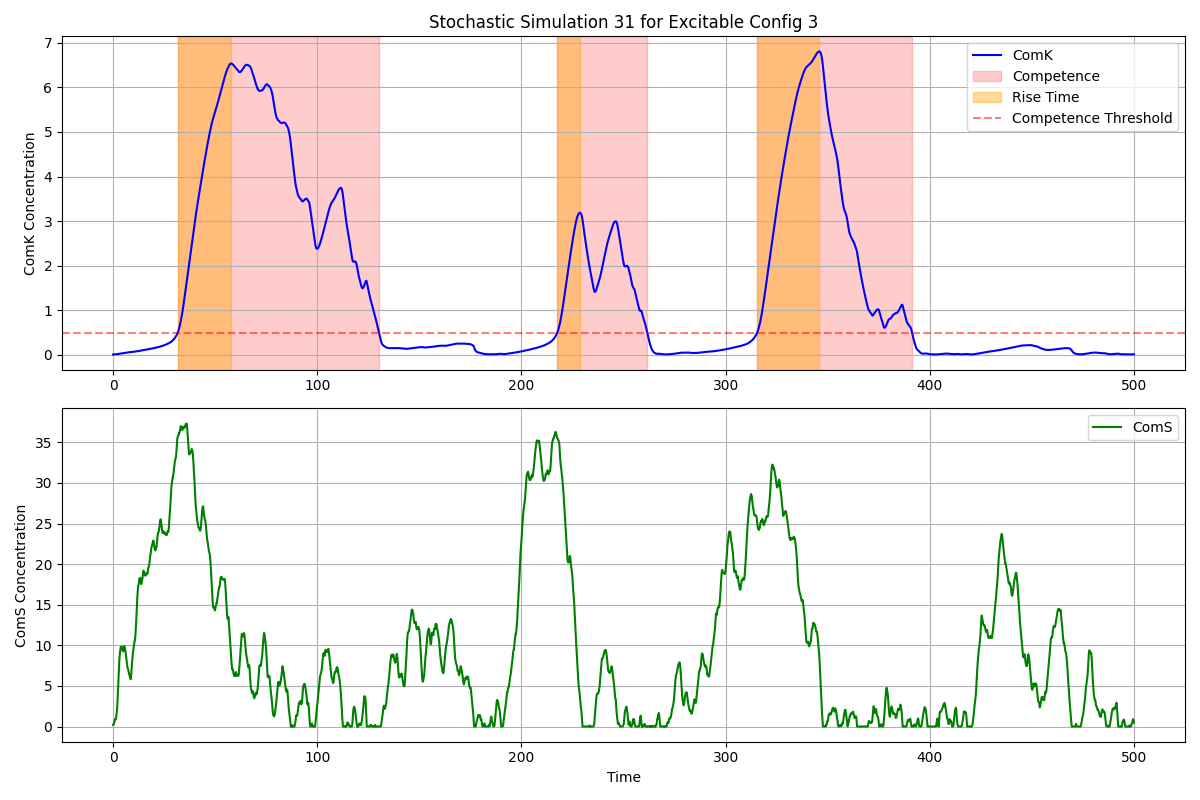 Stochastic Simulation 31 for Excitable Config 3
ComK Concentration
7
6
5
4
3
2
1
0
ComK
Competence
Rise Time
Competence Threshold
0 100 200 300 400 500
ComS Concentration
35
30
25
20
15
10
5
0
ComS
0 100 200 300 400 500
Time